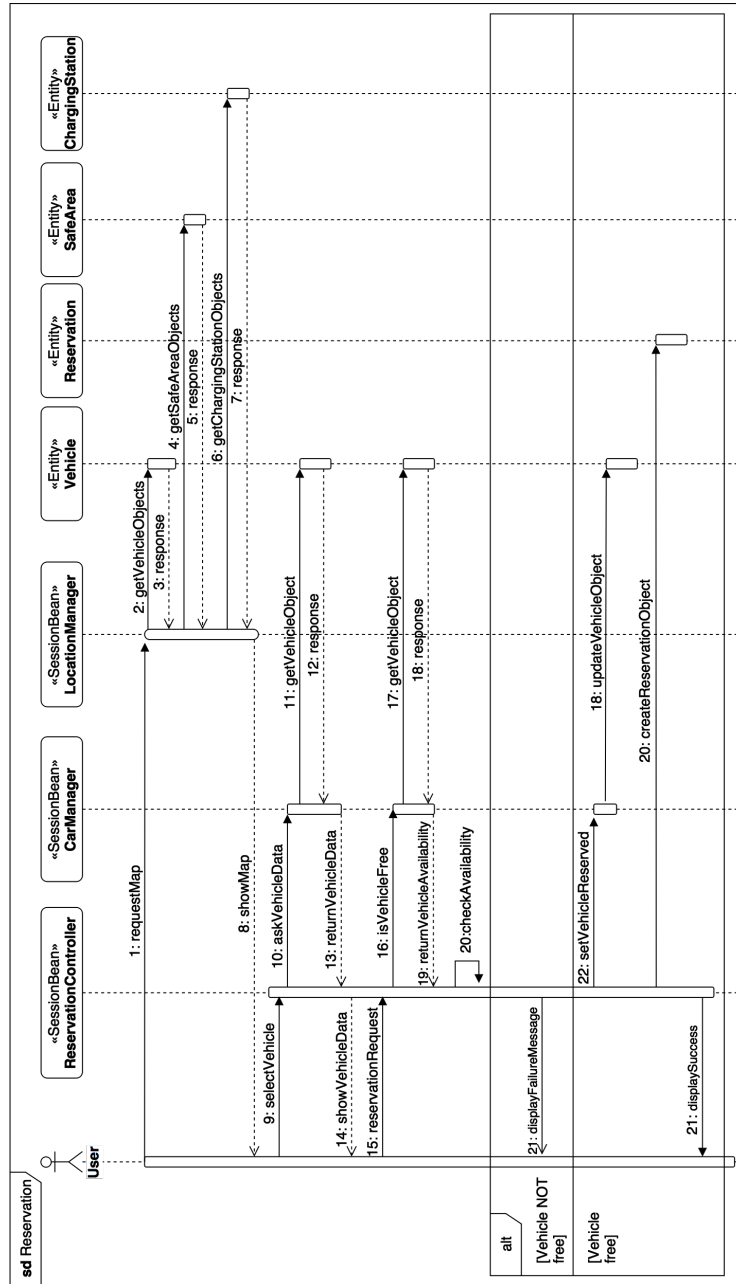 sd Reservation
User
«SessionBean»
ReservationController
«SessionBean»
CarManager
«SessionBean»
LocationManager
«Entity»
Vehicle
«Entity»
Reservation
«Entity»
SafeArea
«Entity»
ChargingStation
1: requestMap
2: getVehicleObjects
3: response
4: getSafeAreaObjects
5: response
6: getChargingStationObjects
7: response
8: showMap
9: selectVehicle
10: askVehicleData
11: getVehicleObject
12: response
13: returnVehicleData
14: showVehicleData
15: reservationRequest
16: isVehicleFree
17: getVehicleObject
18: response
19: returnVehicleAvailability
20:checkAvailability
alt
[Vehicle NOT
free]
21: displayFailureMessage
[Vehicle
free]
22: setVehicleReserved
18: updateVehicleObject
20: createReservationObject
21: displaySuccess